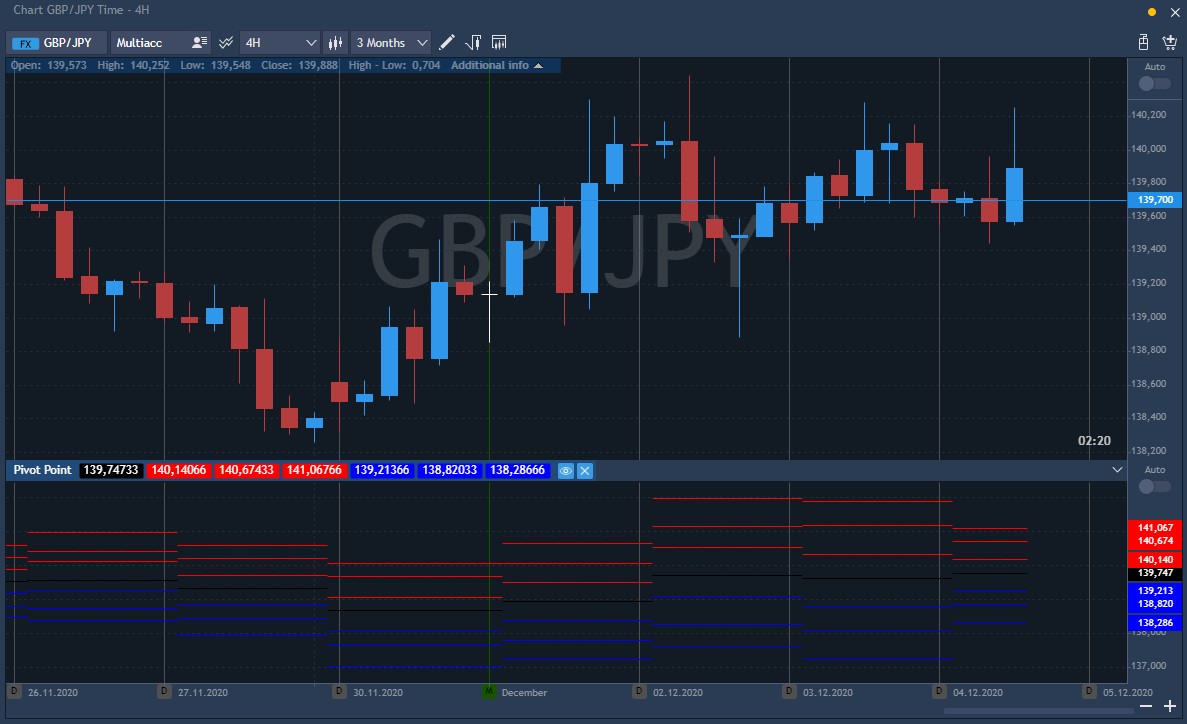 Chart GBP/JPY Time - 4H
FX GBP/JPY Multiacc 4H 3 Months
Open: 139,573 High: 140,252 Low: 139,548 Close: 139,888 High - Low: 0,704 Additional info
Auto
140,200
140,000
139,800
139,700
139,600
139,400
139,200
139,000
138,800
138,600
138,400
138,200
GBP/JPY
02:20
Pivot Point 139,74733 140,14066 140,67433 141,06766 139,21366 138,82033 138,28666
Auto
141,067
140,674
140,140
139,747
139,213
138,820
138,286
138,000
137,000
D 26.11.2020 D 27.11.2020 D 30.11.2020 M December D 02.12.2020 D 03.12.2020 D 04.12.2020 D 05.12.2020